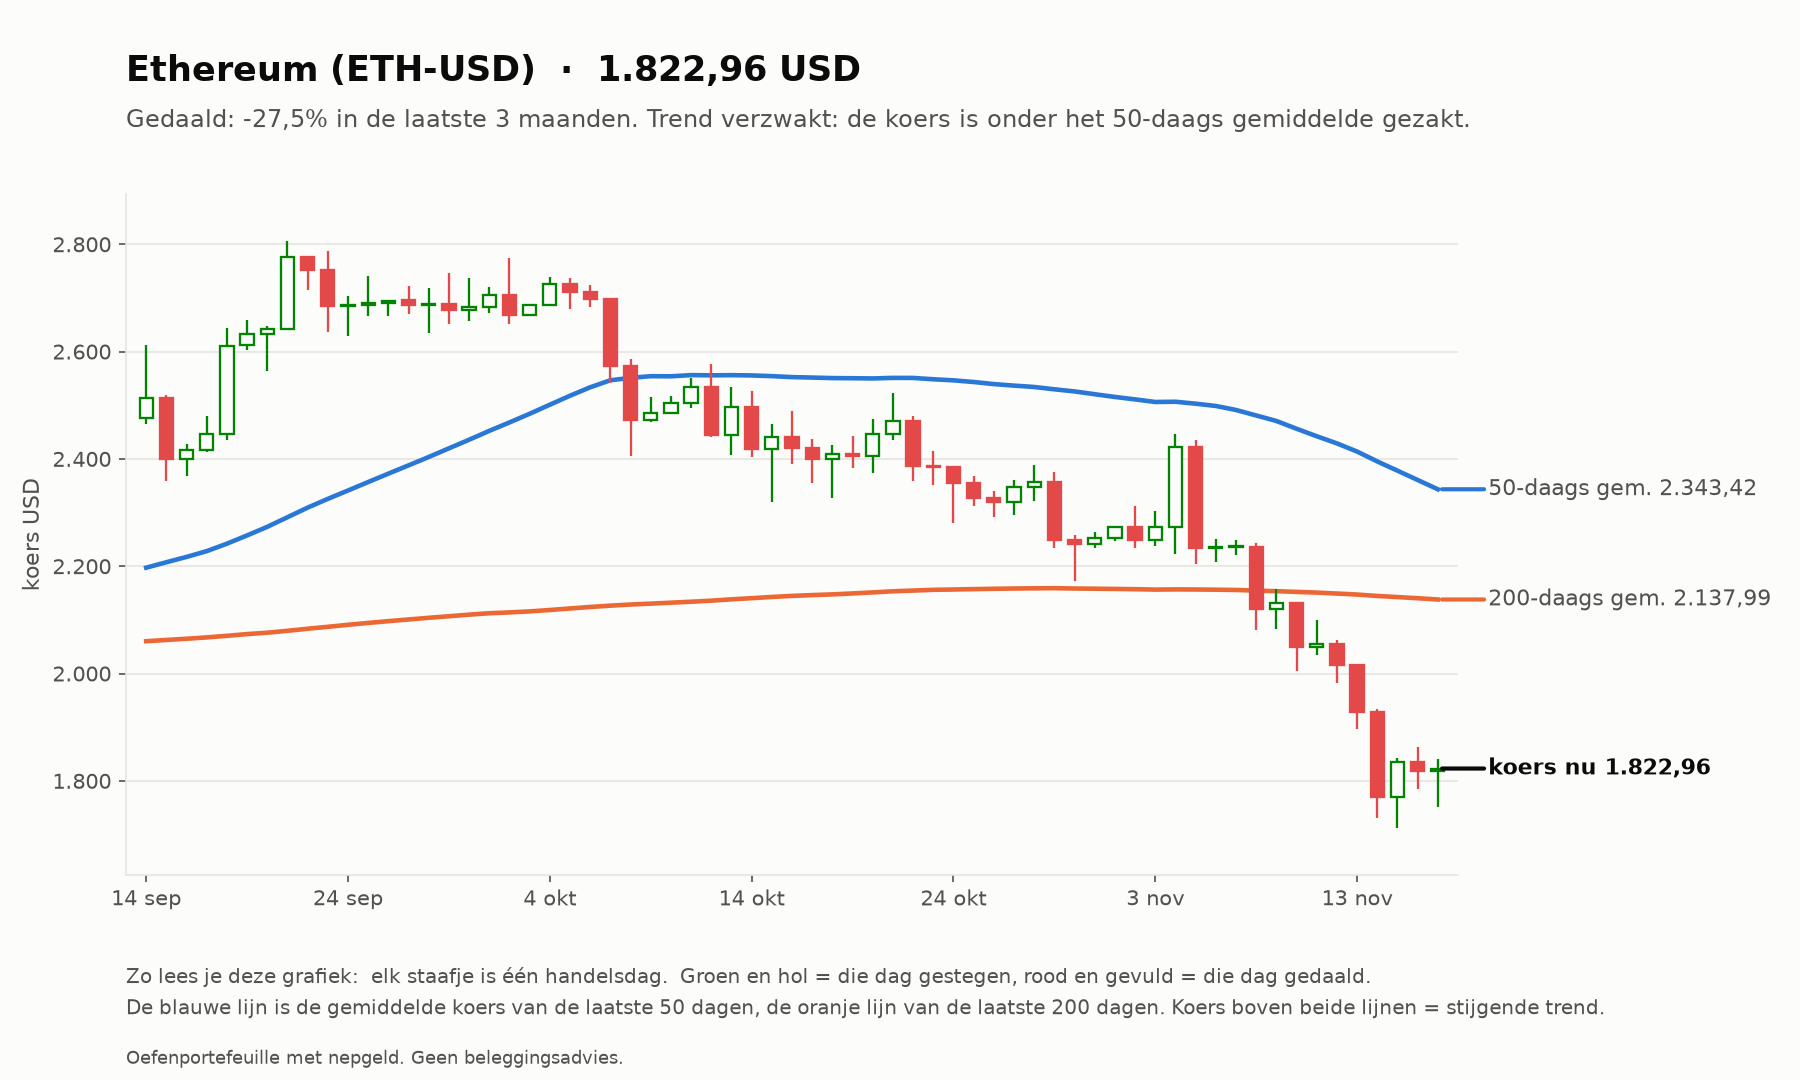 Ethereum (ETH-USD)  ·  1.822,96 USD
Gedaald: -27,5% in de laatste 3 maanden. Trend verzwakt: de koers is onder het 50-daags gemiddelde gezakt.
koers USD
2.800
2.600
2.400
2.200
2.000
1.800
50-daags gem. 2.343,42
200-daags gem. 2.137,99
koers nu 1.822,96
14 sep
24 sep
4 okt
14 okt
24 okt
3 nov
13 nov
Zo lees je deze grafiek:  elk staafje is één handelsdag.  Groen en hol = die dag gestegen, rood en gevuld = die dag gedaald.
De blauwe lijn is de gemiddelde koers van de laatste 50 dagen, de oranje lijn van de laatste 200 dagen. Koers boven beide lijnen = stijgende trend.
Oefenportefeuille met nepgeld. Geen beleggingsadvies.